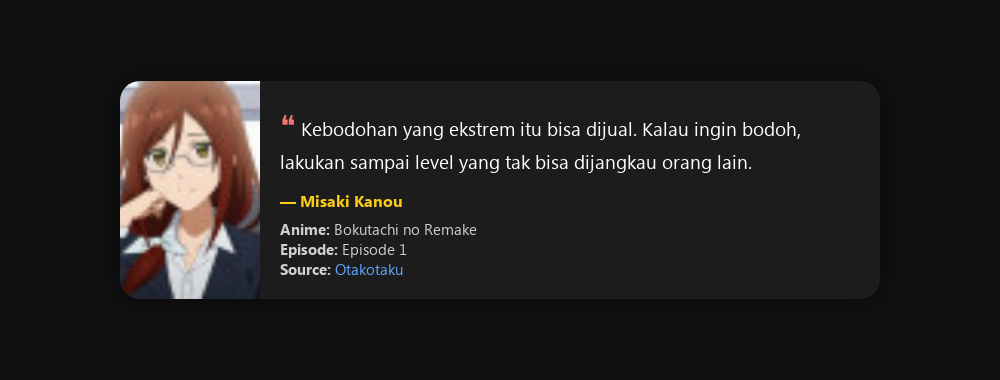 ❝ Kebodohan yang ekstrem itu bisa dijual. Kalau ingin bodoh,
lakukan sampai level yang tak bisa dijangkau orang lain.
— Misaki Kanou
Anime: Bokutachi no Remake
Episode: Episode 1
Source: Otakotaku